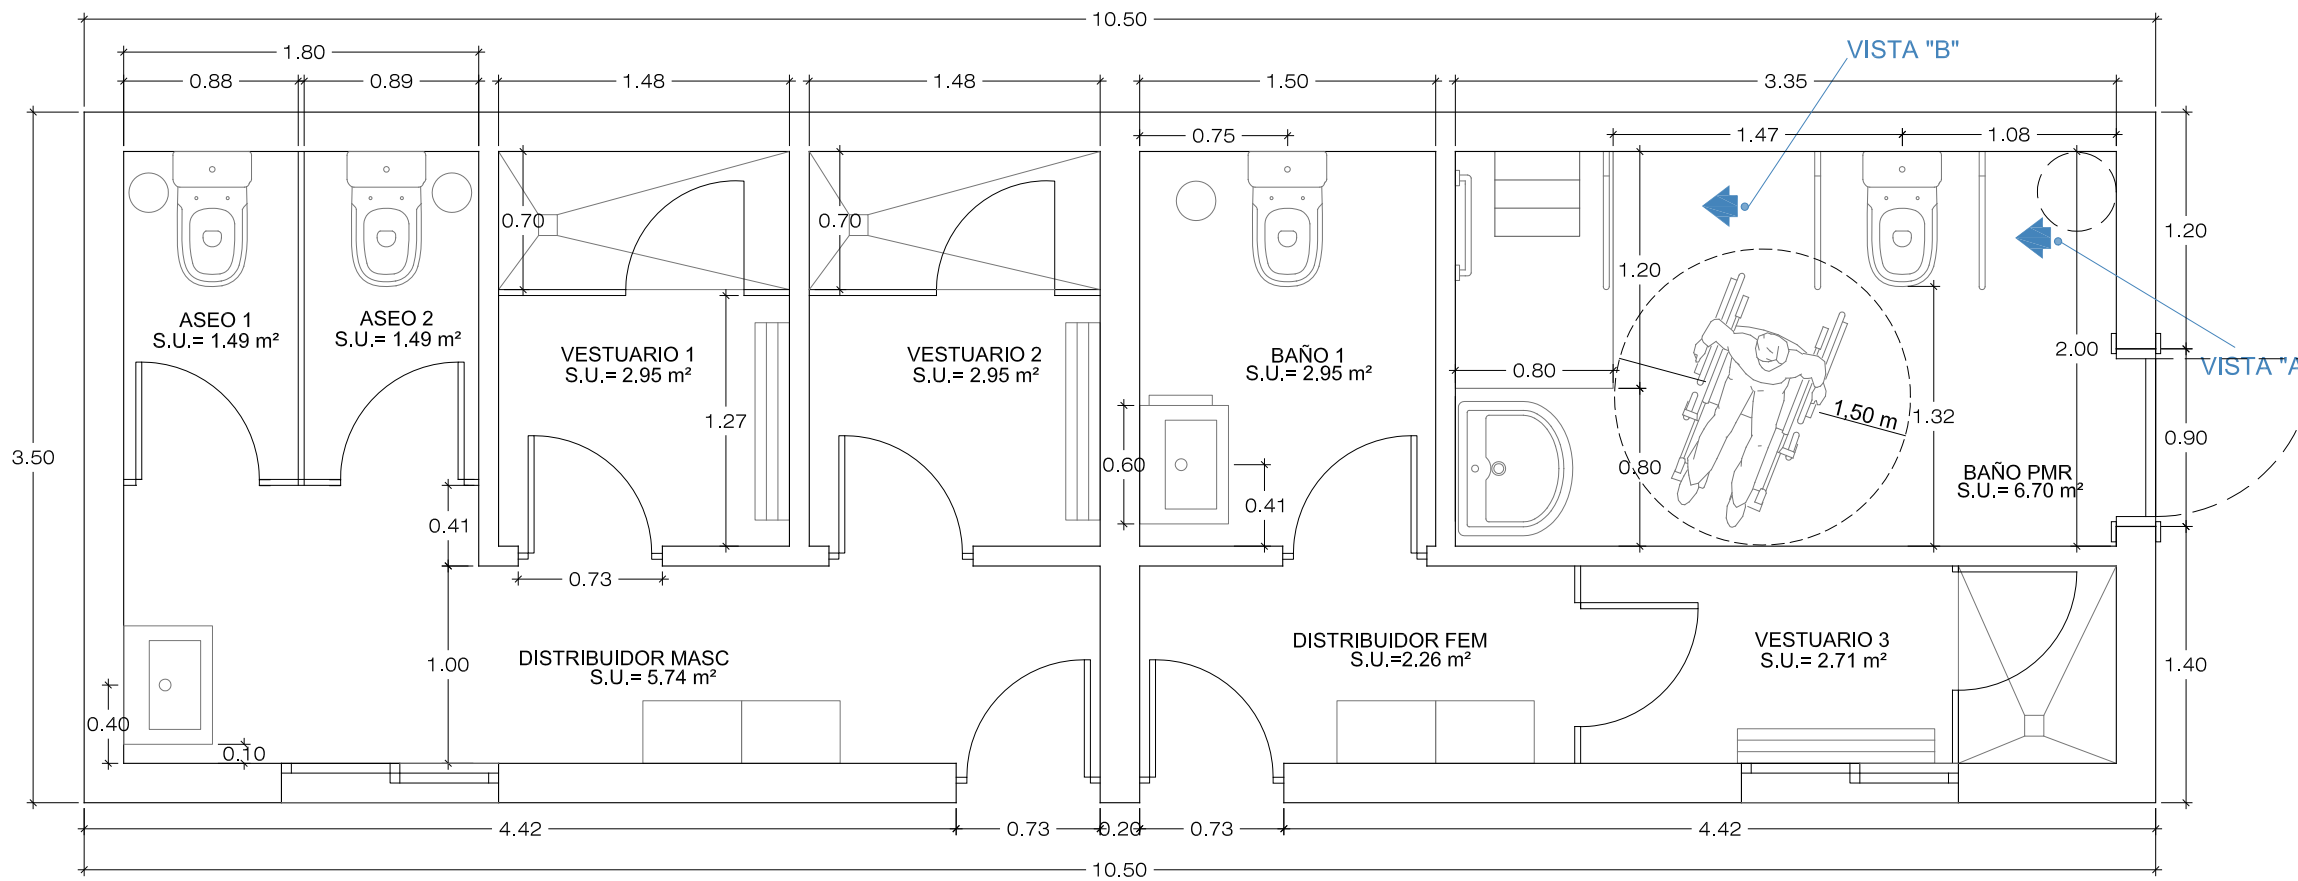 10.50
VISTA "B"
1.80
0.88
0.89
1.48
1.48
1.50
3.35
0.75
1.47
1.08
0.70
0.70
1.20
1.20
ASEO 1
S.U.= 1.49 m²
ASEO 2
S.U.= 1.49 m²
VESTUARIO 1
S.U.= 2.95 m²
VESTUARIO 2
S.U.= 2.95 m²
BAÑO 1
S.U.= 2.95 m²
0.80
2.00
VISTA "A
1.27
1.50 m
1.32
3.50
0.60
0.80
0.90
BAÑO PMR
S.U.= 6.70 m²
0.41
0.41
0.73
DISTRIBUIDOR MASC
S.U.= 5.74 m²
1.00
DISTRIBUIDOR FEM
S.U.=2.26 m²
VESTUARIO 3
S.U.= 2.71 m²
1.40
0.40
0.10
4.42
0.73
0.20
0.73
4.42
10.50